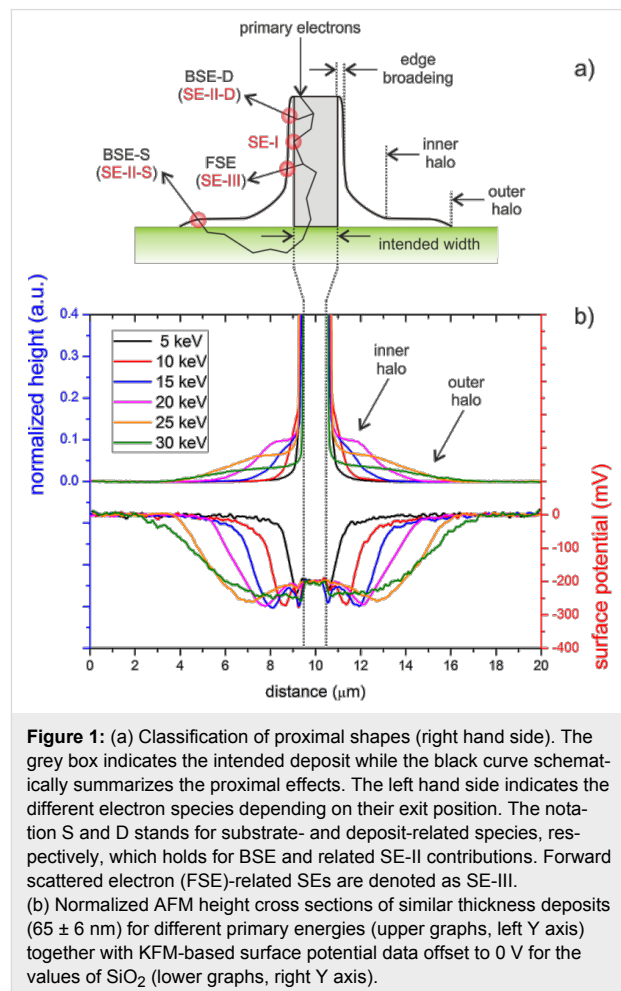 primary electrons
a)
edge
broadeing
BSE-D
(SE-II-D)
SE-I
BSE-S
(SE-II-S)
FSE
(SE-III)
inner
halo
outer
halo
intended width
b)
normalized height (a.u.)
0.4
0.3
0.2
0.1
0.0
5 keV
10 keV
15 keV
20 keV
25 keV
30 keV
inner
halo
outer
halo
0
-100
-200
-300
-400
surface potential (mV)
0 2 4 6 8 10 12 14 16 18 20
distance (μm)
Figure 1: (a) Classification of proximal shapes (right hand side). The
grey box indicates the intended deposit while the black curve schemat-
ically summarizes the proximal effects. The left hand side indicates the
different electron species depending on their exit position. The nota-
tion S and D stands for substrate- and deposit-related species, res-
pectively, which holds for BSE and related SE-II contributions. Forward
scattered electron (FSE)-related SEs are denoted as SE-III.
(b) Normalized AFM height cross sections of similar thickness deposits
(65 ± 6 nm) for different primary energies (upper graphs, left Y axis)
together with KFM-based surface potential data offset to 0 V for the
values of SiO₂ (lower graphs, right Y axis).